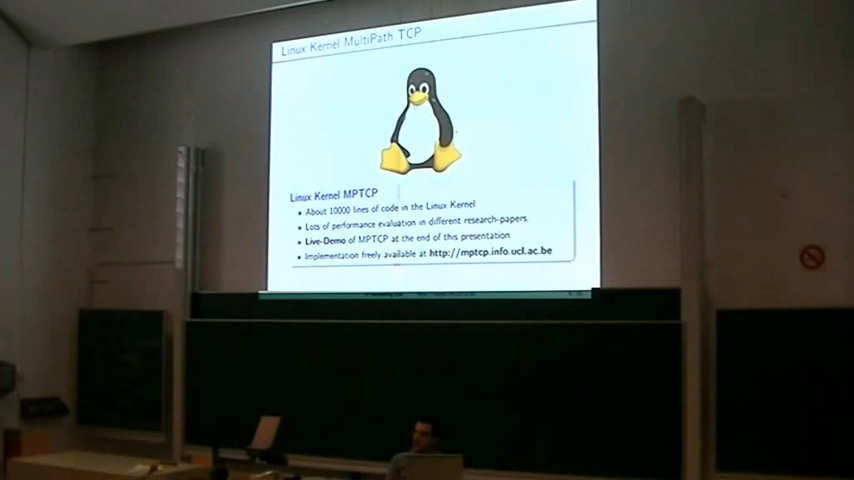 Linux Kernel MultiPath TCP
Linux Kernel MPTCP
About 10000 lines of code in the Linux Kernel
Lots of performance evaluation in different research-papers.
Live-Demo of MPTCP at the end of this presentation
Implementation freely available at http://mptcp.info.ucl.ac.be